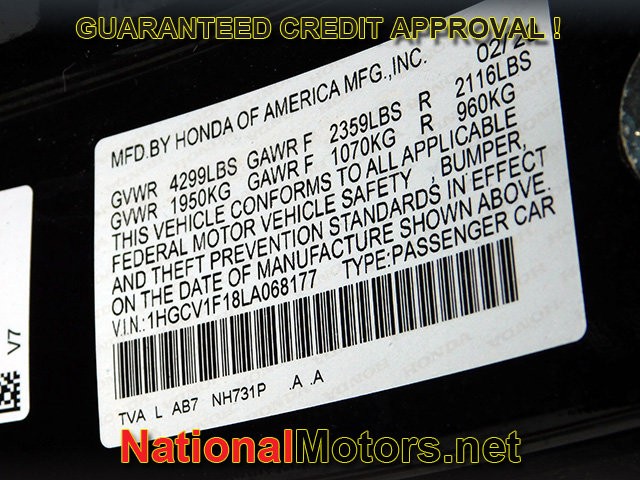 GUARANTEED CREDIT APPROVAL !
MFD.BY HONDA OF AMERICA MFG.,INC. 02/2
GVWR 4299LBS GAWR F 2359LBS R 2116LBS
GVWR 1950KG GAWR F 1070KG R 960KG
THIS VEHICLE CONFORMS TO ALL APPLICABLE
FEDERAL MOTOR VEHICLE SAFETY , BUMPER,
AND THEFT PREVENTION STANDARDS IN EFFECT
ON THE DATE OF MANUFACTURE SHOWN ABOVE.
V.I.N.:1HGCV1F18LA068177 TYPE:PASSENGER CAR
TVA L AB7 NH731P .A .A
V7
NationalMotors.net